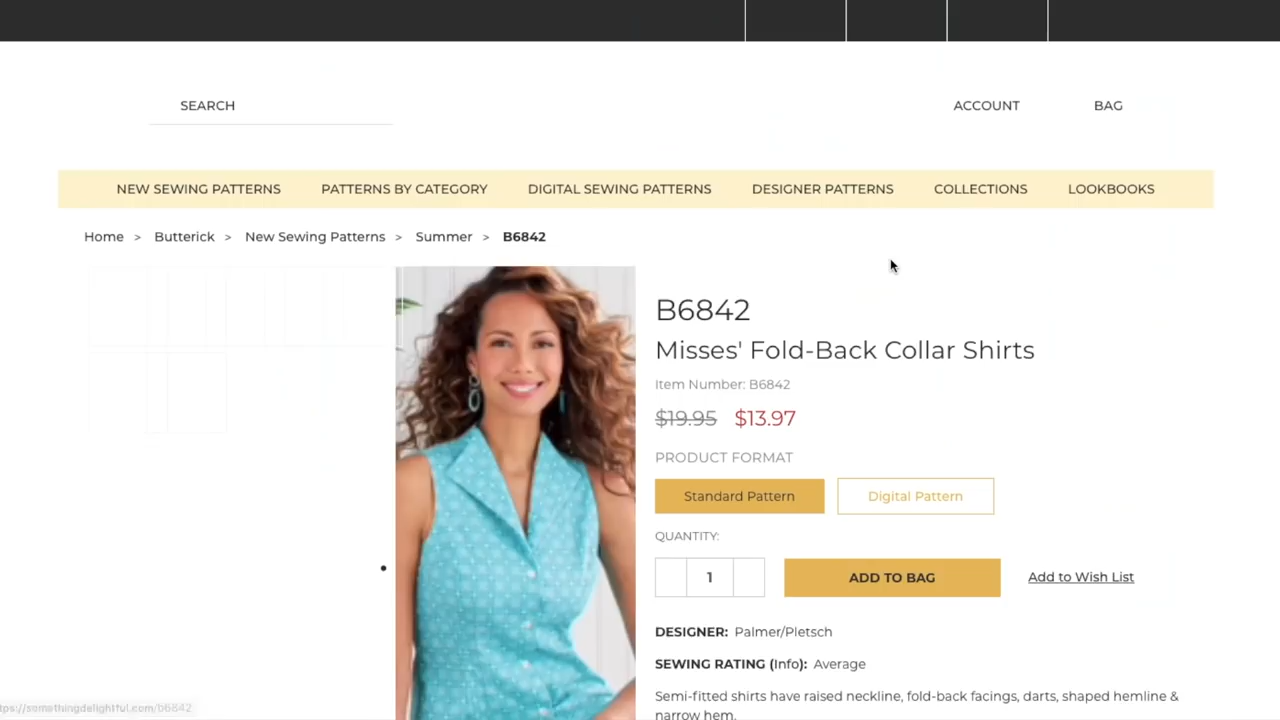 SEARCH
ACCOUNT
BAG
NEW SEWING PATTERNS PATTERNS BY CATEGORY DIGITAL SEWING PATTERNS DESIGNER PATTERNS COLLECTIONS LOOKBOOKS
Home > Butterick > New Sewing Patterns > Summer > B6842
B6842
Misses' Fold-Back Collar Shirts
Item Number: B6842
$19.95 $13.97
PRODUCT FORMAT
Standard Pattern Digital Pattern
QUANTITY:
1 ADD TO BAG Add to Wish List
DESIGNER: Palmer/Pletsch
SEWING RATING (Info): Average
Semi-fitted shirts have raised neckline, fold-back facings, darts, shaped hemline &
narrow hem.
ttps://somethingdelightful.com/b6842